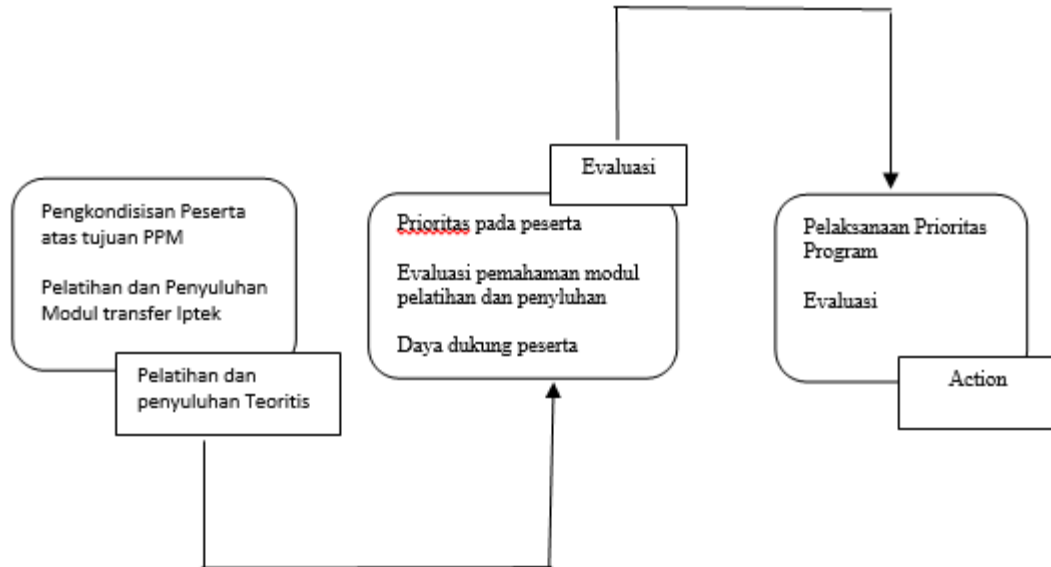 Pengkondisisan Peserta
atas tujuan PPM
Pelatihan dan Penyuluhan
Modul transfer Iptek
Pelatihan dan
penyuluhan Teoritis
Evaluasi
Prioritas pada peserta
Evaluasi pemahaman modul
pelatihan dan penyluhan
Daya dukung peserta
Pelaksanaan Prioritas
Program
Evaluasi
Action